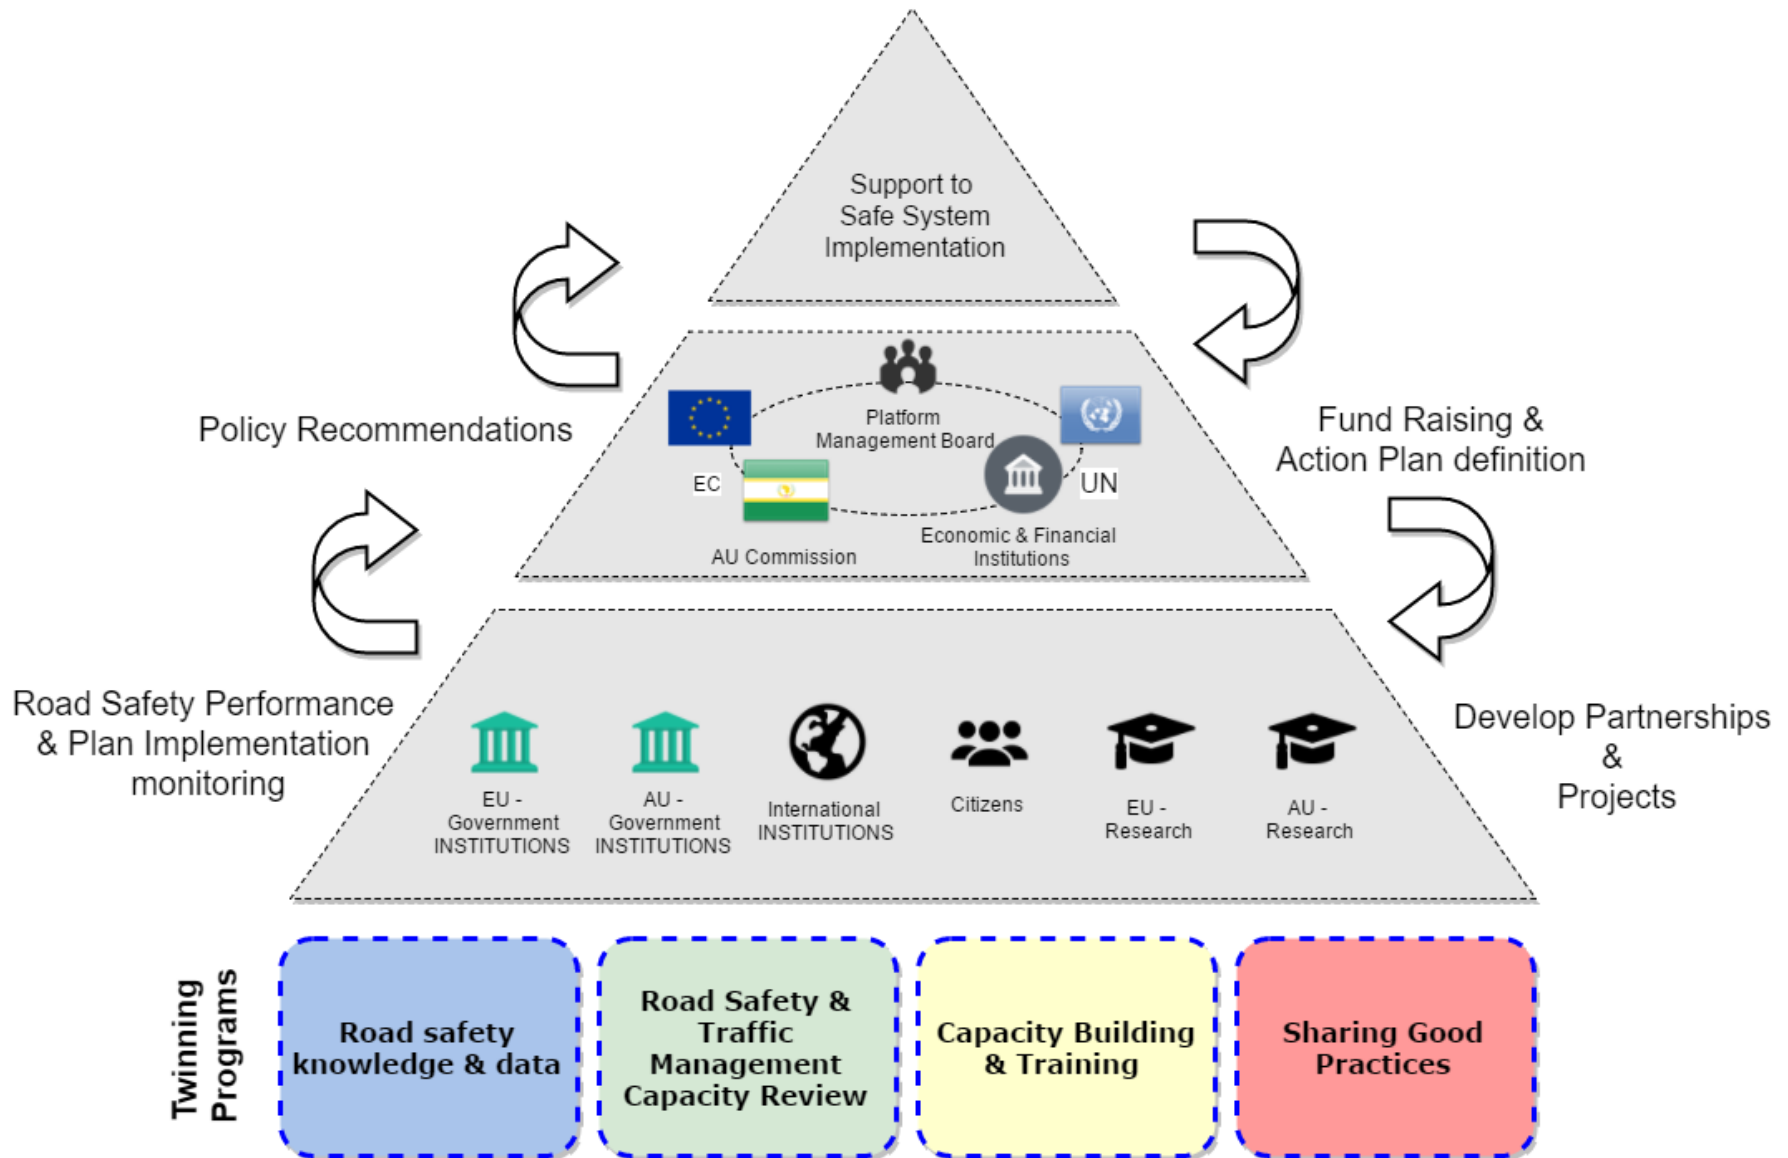 Support to
Safe System
Implementation
Policy Recommendations
Platform
Management Board
EC
UN
AU Commission
Economic & Financial
Institutions
Fund Raising &
Action Plan definition
Road Safety Performance
& Plan Implementation
monitoring
EU -
Government
INSTITUTIONS
AU -
Government
INSTITUTIONS
International
INSTITUTIONS
Citizens
EU -
Research
AU -
Research
Develop Partnerships
&
Projects
Twinning
Programs
Road safety
knowledge & data
Road Safety &
Traffic
Management
Capacity Review
Capacity Building
& Training
Sharing Good
Practices